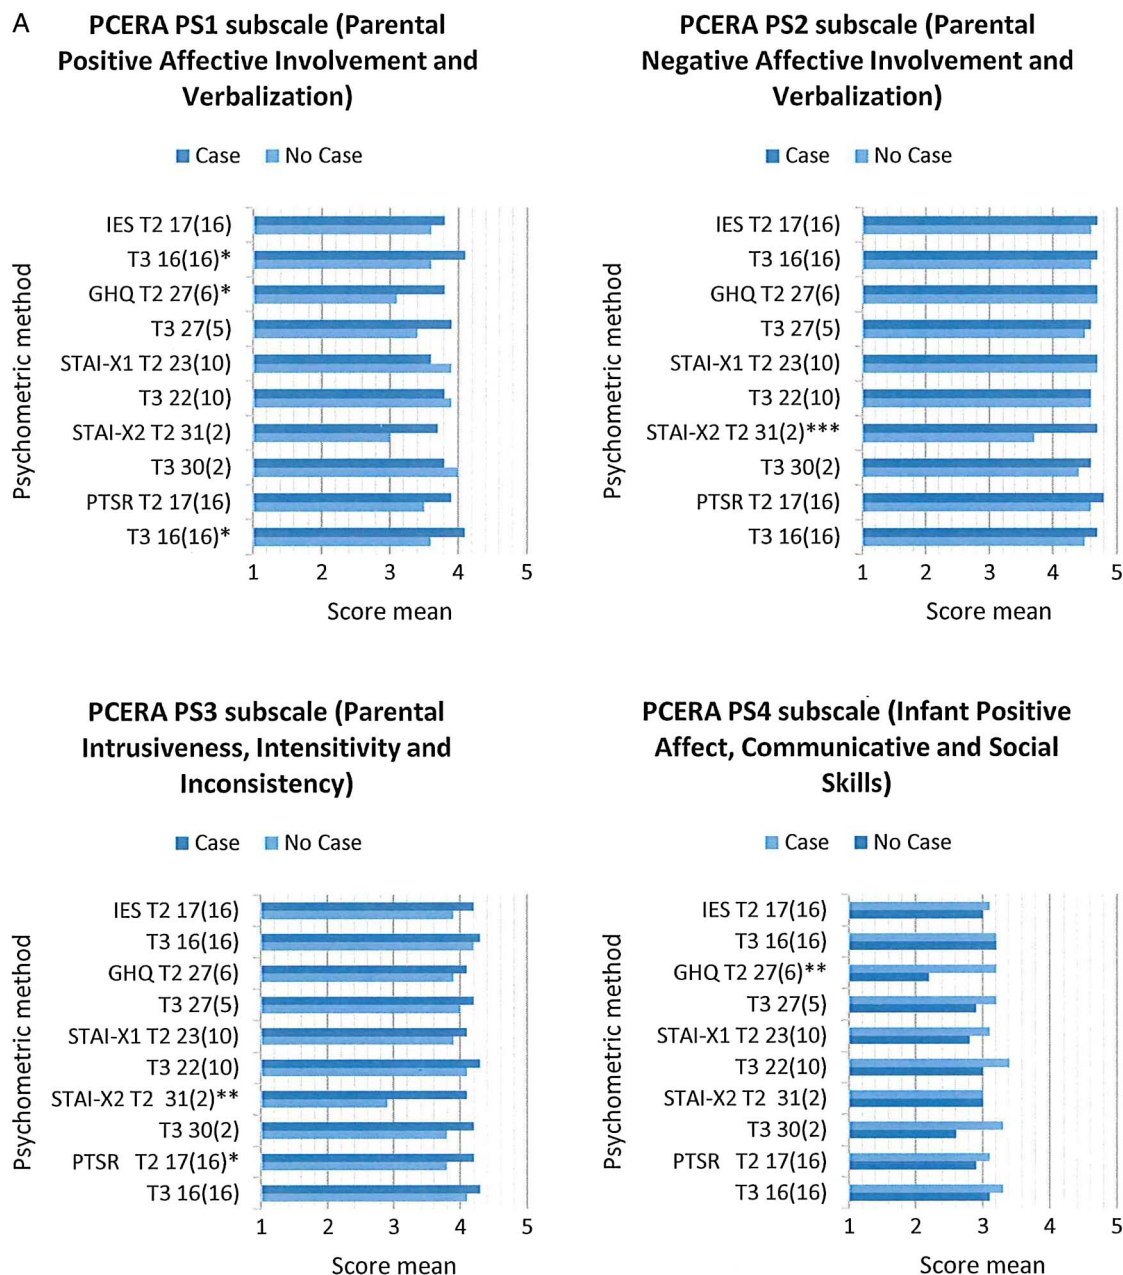 A
PCERA PS1 subscale (Parental
Positive Affective Involvement and
Verbalization)
Case No Case
Psychometric method
IES T2 17(16)
T3 16(16)*
GHQ T2 27(6)*
T3 27(5)
STAI-X1 T2 23(10)
T3 22(10)
STAI-X2 T2 31(2)
T3 30(2)
PTSR T2 17(16)
T3 16(16)*
1 2 3 4 5
Score mean
PCERA PS2 subscale (Parental
Negative Affective Involvement and
Verbalization)
Case No Case
Psychometric method
IES T2 17(16)
T3 16(16)
GHQ T2 27(6)
T3 27(5)
STAI-X1 T2 23(10)
T3 22(10)
STAI-X2 T2 31(2)***
T3 30(2)
PTSR T2 17(16)
T3 16(16)
1 2 3 4 5
Score mean
PCERA PS3 subscale (Parental
Intrusiveness, Intensitivity and
Inconsistency)
Case No Case
Psychometric method
IES T2 17(16)
T3 16(16)
GHQ T2 27(6)
T3 27(5)
STAI-X1 T2 23(10)
T3 22(10)
STAI-X2 T2 31(2)**
T3 30(2)
PTSR T2 17(16)*
T3 16(16)
1 2 3 4 5
Score mean
PCERA PS4 subscale (Infant Positive
Affect, Communicative and Social
Skills)
Case No Case
Psychometric method
IES T2 17(16)
T3 16(16)
GHQ T2 27(6)**
T3 27(5)
STAI-X1 T2 23(10)
T3 22(10)
STAI-X2 T2 31(2)
T3 30(2)
PTSR T2 17(16)
T3 16(16)
1 2 3 4 5
Score mean